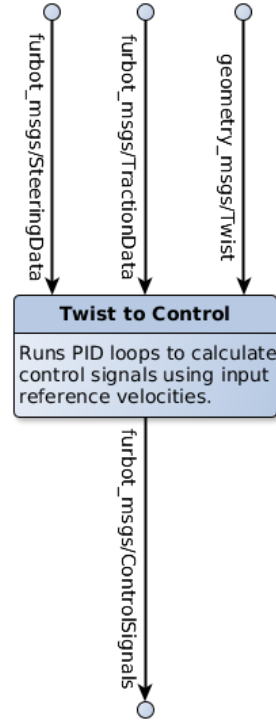 furbot_msgs/SteeringData
furbot_msgs/TractionData
geometry_msgs/Twist
Twist to Control
Runs PID loops to calculate
control signals using input
reference velocities.
furbot_msgs/ControlSignals